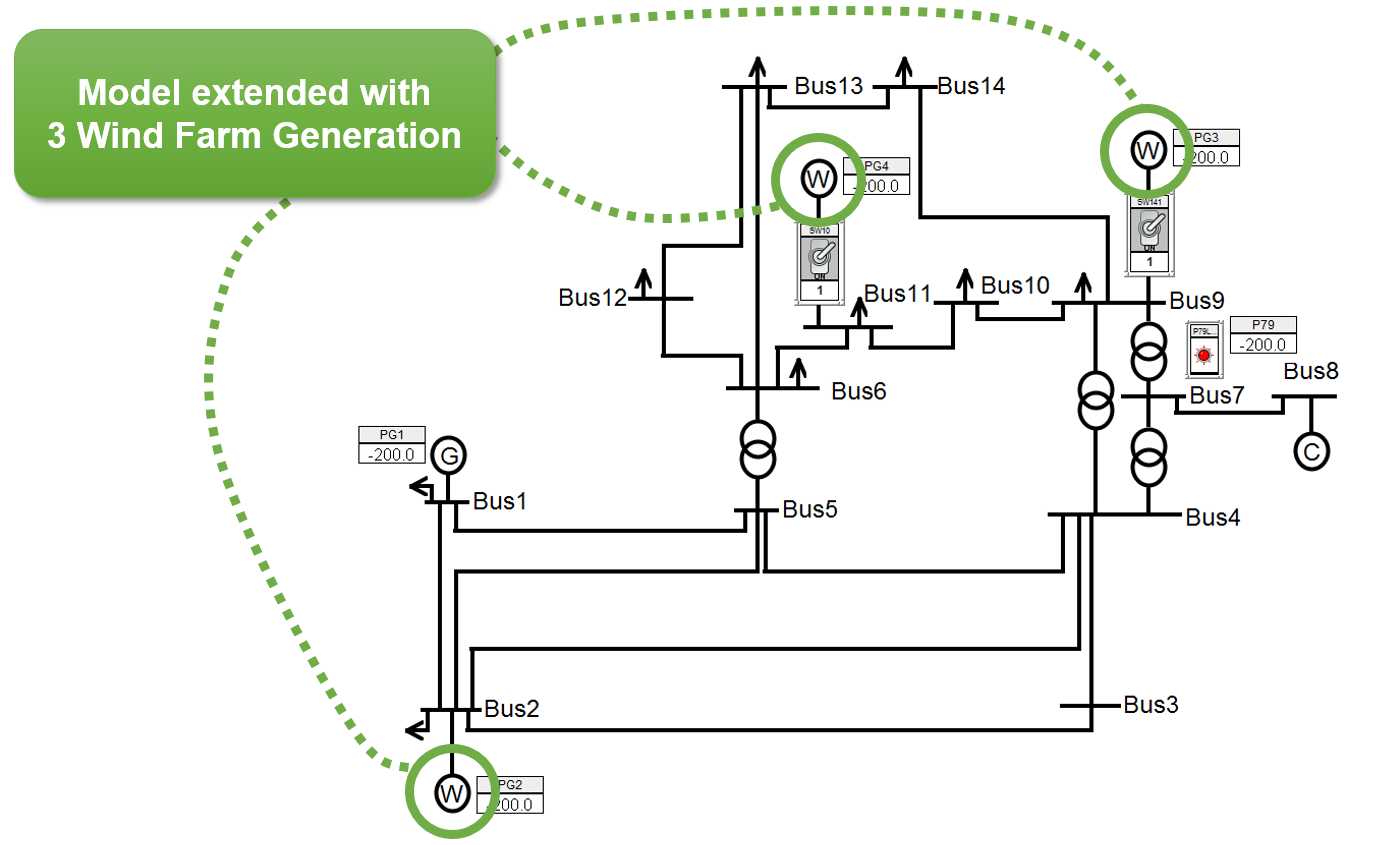 Model extended with
3 Wind Farm Generation
Bus13
Bus14
W
PG3
-200.0
W
PG4
-200.0
SW141
ON
1
SW10
ON
1
Bus12
Bus11
Bus10
Bus9
P79L...
P79
-200.0
Bus8
Bus6
Bus7
PG1
-200.0
G
C
Bus1
Bus5
Bus4
Bus2
Bus3
W
PG2
-200.0